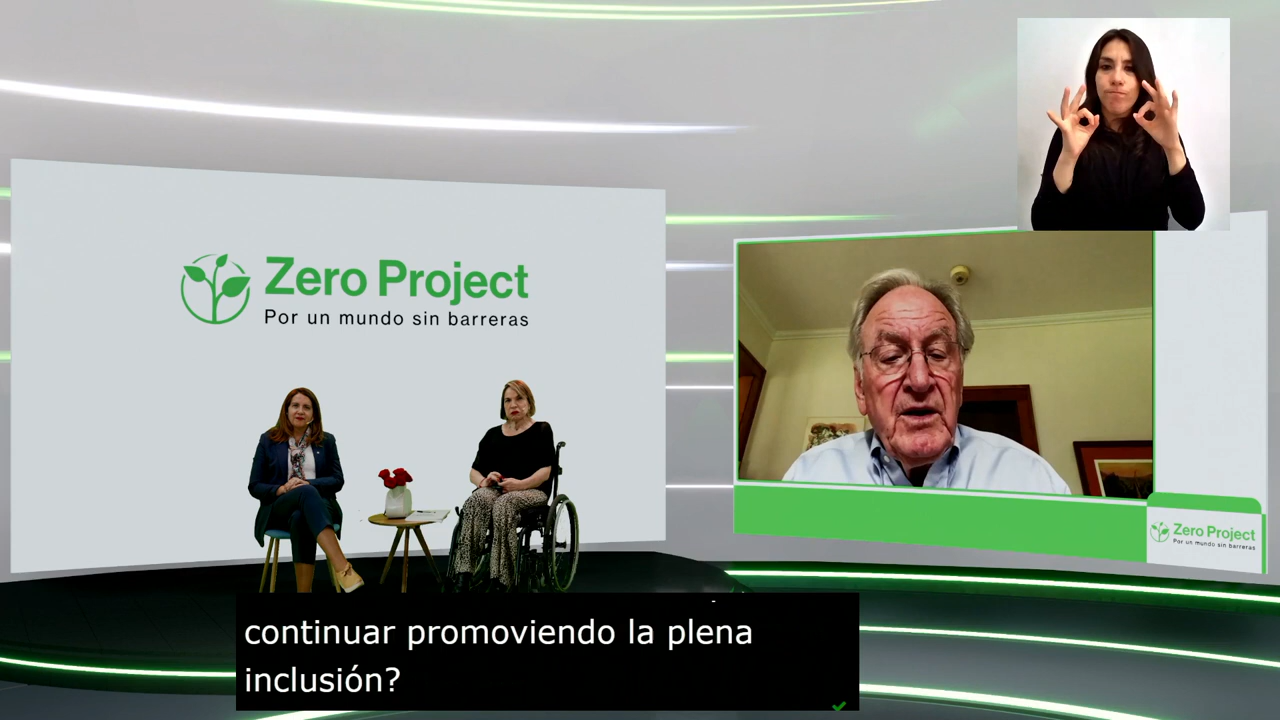 Zero Project
Por un mundo sin barreras
Zero Project
Por un mundo sin barreras
continuar promoviendo la plena
inclusión?